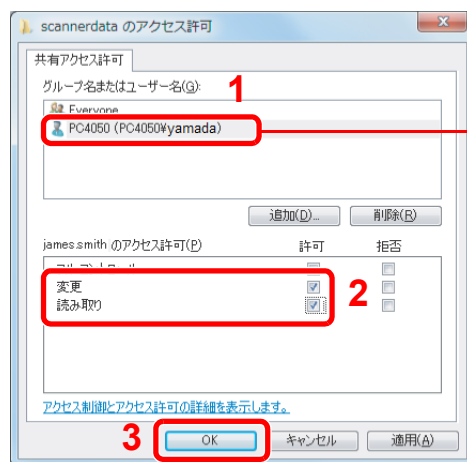 scannerdata のアクセス許可
共有アクセス許可
グループ名またはユーザー名(G):
1
Everyone
PC4050 (PC4050¥yamada)
追加(D)... 削除(R)
james.smith のアクセス許可(P) 許可 拒否
変更
2
読み取り
アクセス制御とアクセス許可の詳細を表示します。
3
OK キャンセル 適用(A)